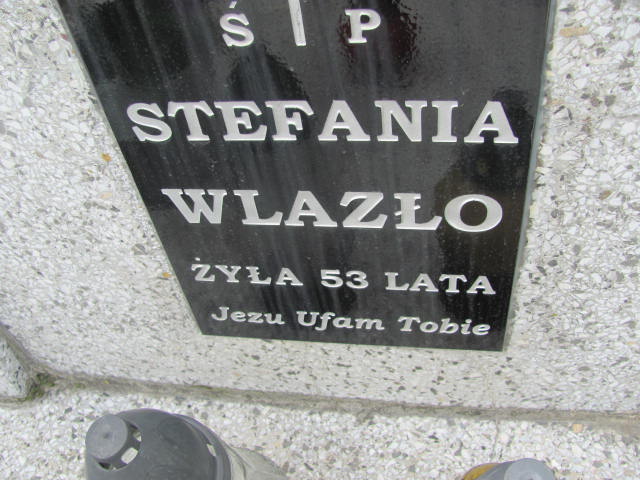 Ś P
STEFANIA
WLAZŁO
ŻYŁA 53 LATA
Jezu Ufam Tobie